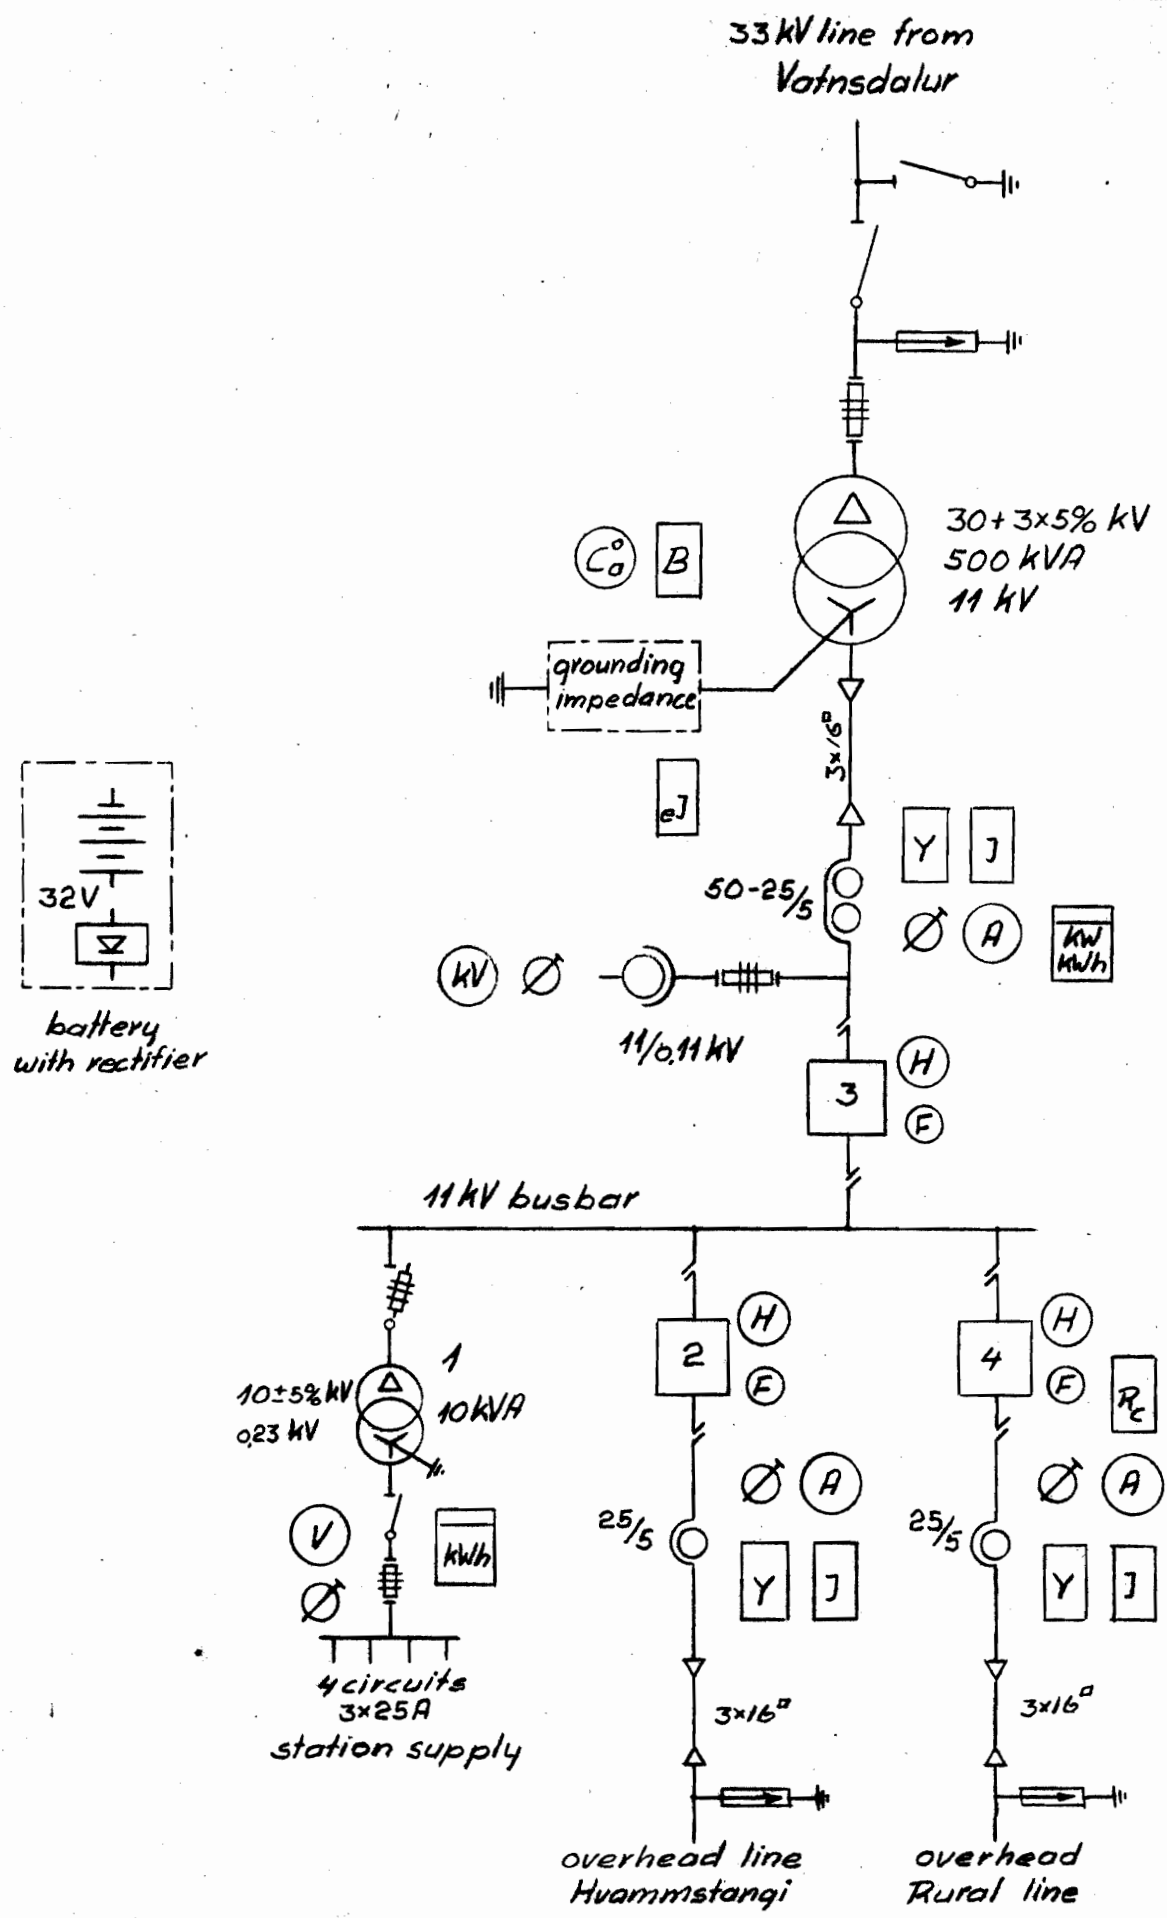 33 kV line from
Vatnsdalur
30+3×5% kV
500 kVA
11 kV
C°a
B
grounding
impedance
3×16□
eJ
Y
J
50-25/5
A
kW
kWh
kV
11/0,11 kV
H
3
F
32V
battery
with rectifier
11 kV busbar
1
10±5% kV
10 kVA
0,23 kV
V
kWh
4 circuits
3×25A
station supply
2
H
F
A
25/5
Y
J
3×16□
overhead line
Hvammstangi
4
H
F
Rc
A
25/5
Y
J
3×16□
overhead
Rural line